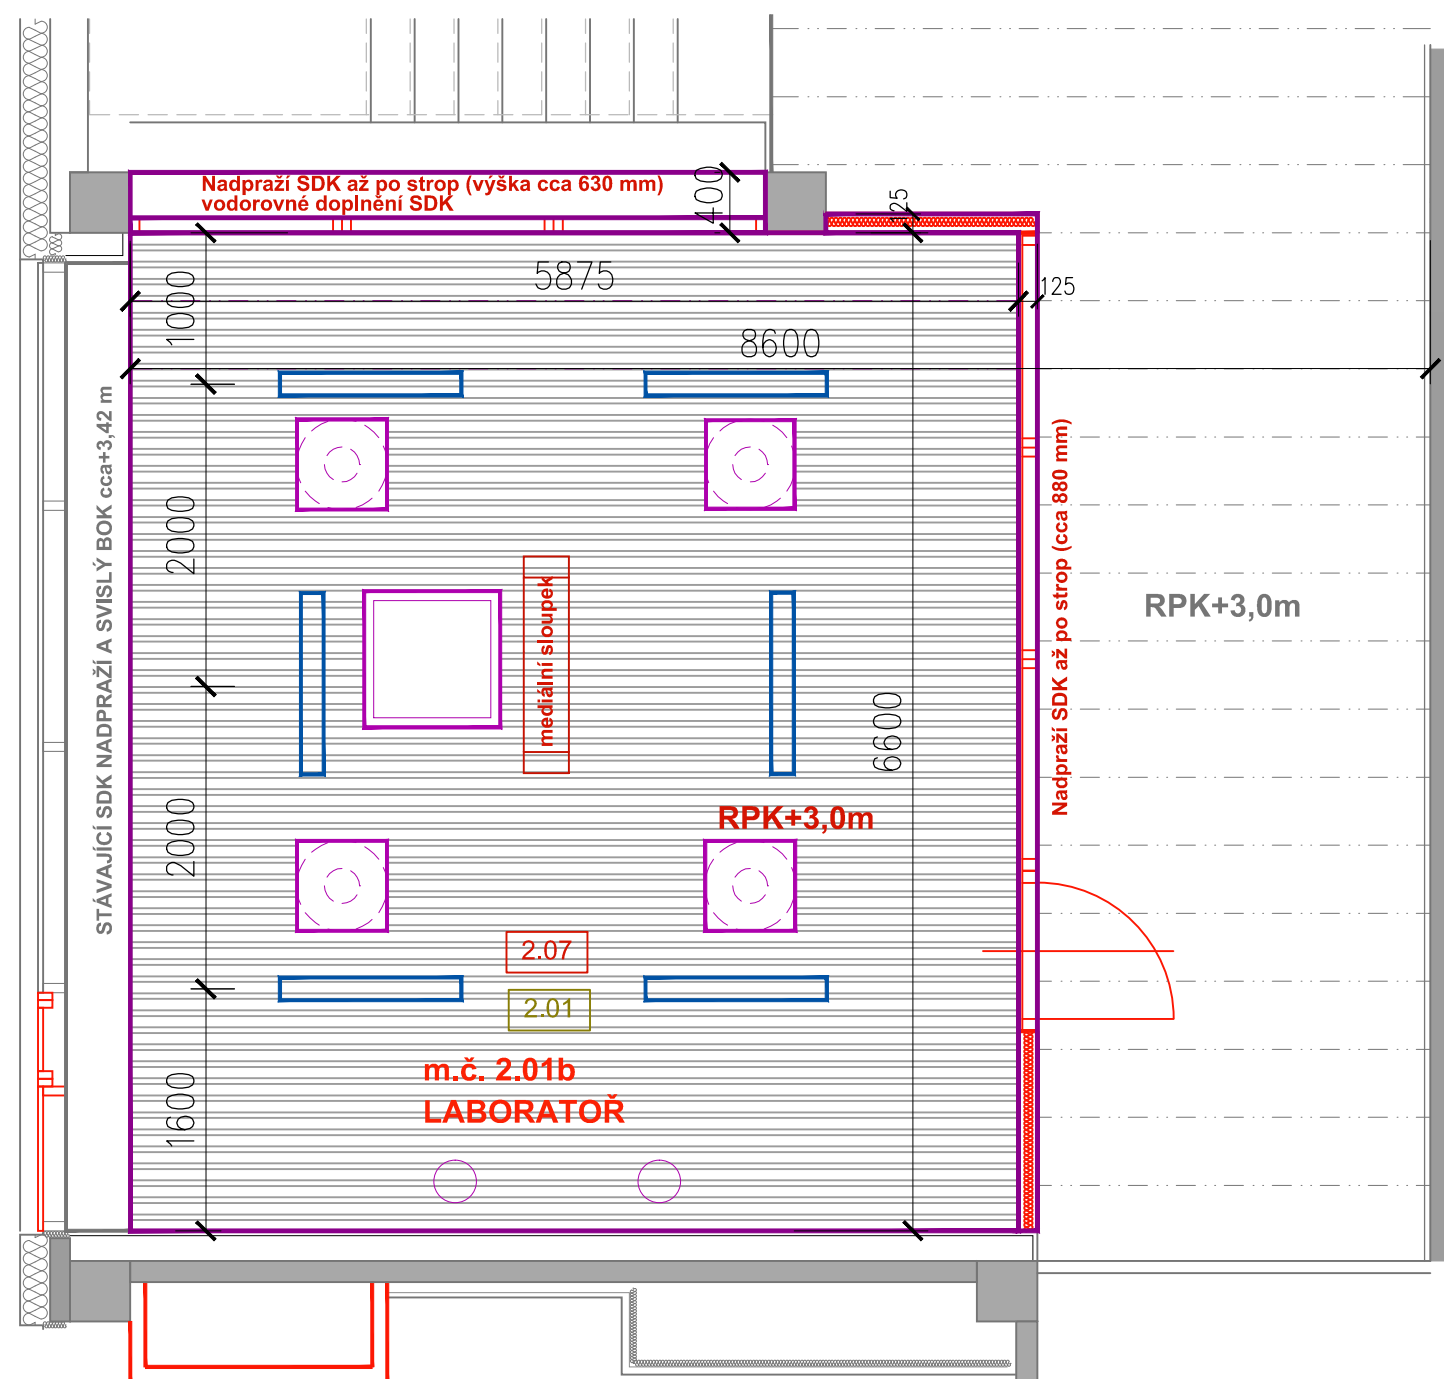 Nadpraží SDK až po strop (výška cca 630 mm)
vodorovné doplnění SDK
400
125
5875
125
1000
8600
STÁVAJÍCÍ SDK NADPRAŽÍ A SVISLÝ BOK cca+3,42 m
2000
mediální sloupek
Nadpraží SDK až po strop (cca 880 mm)
RPK+3,0m
6600
2000
RPK+3,0m
2.07
2.01
m.č. 2.01b
LABORATOŘ
1600